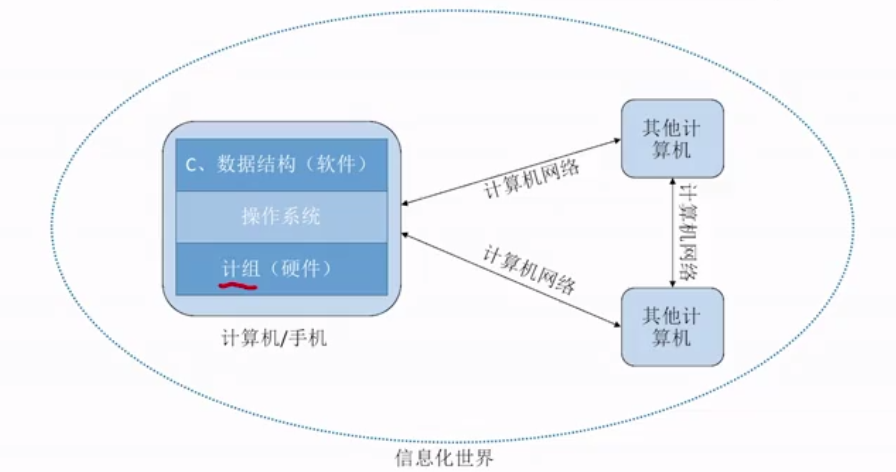 C、数据结构（软件）
操作系统
计组（硬件）
计算机/手机
计算机网络
计算机网络
其他计
算机
计算机网络
其他计
算机
信息化世界